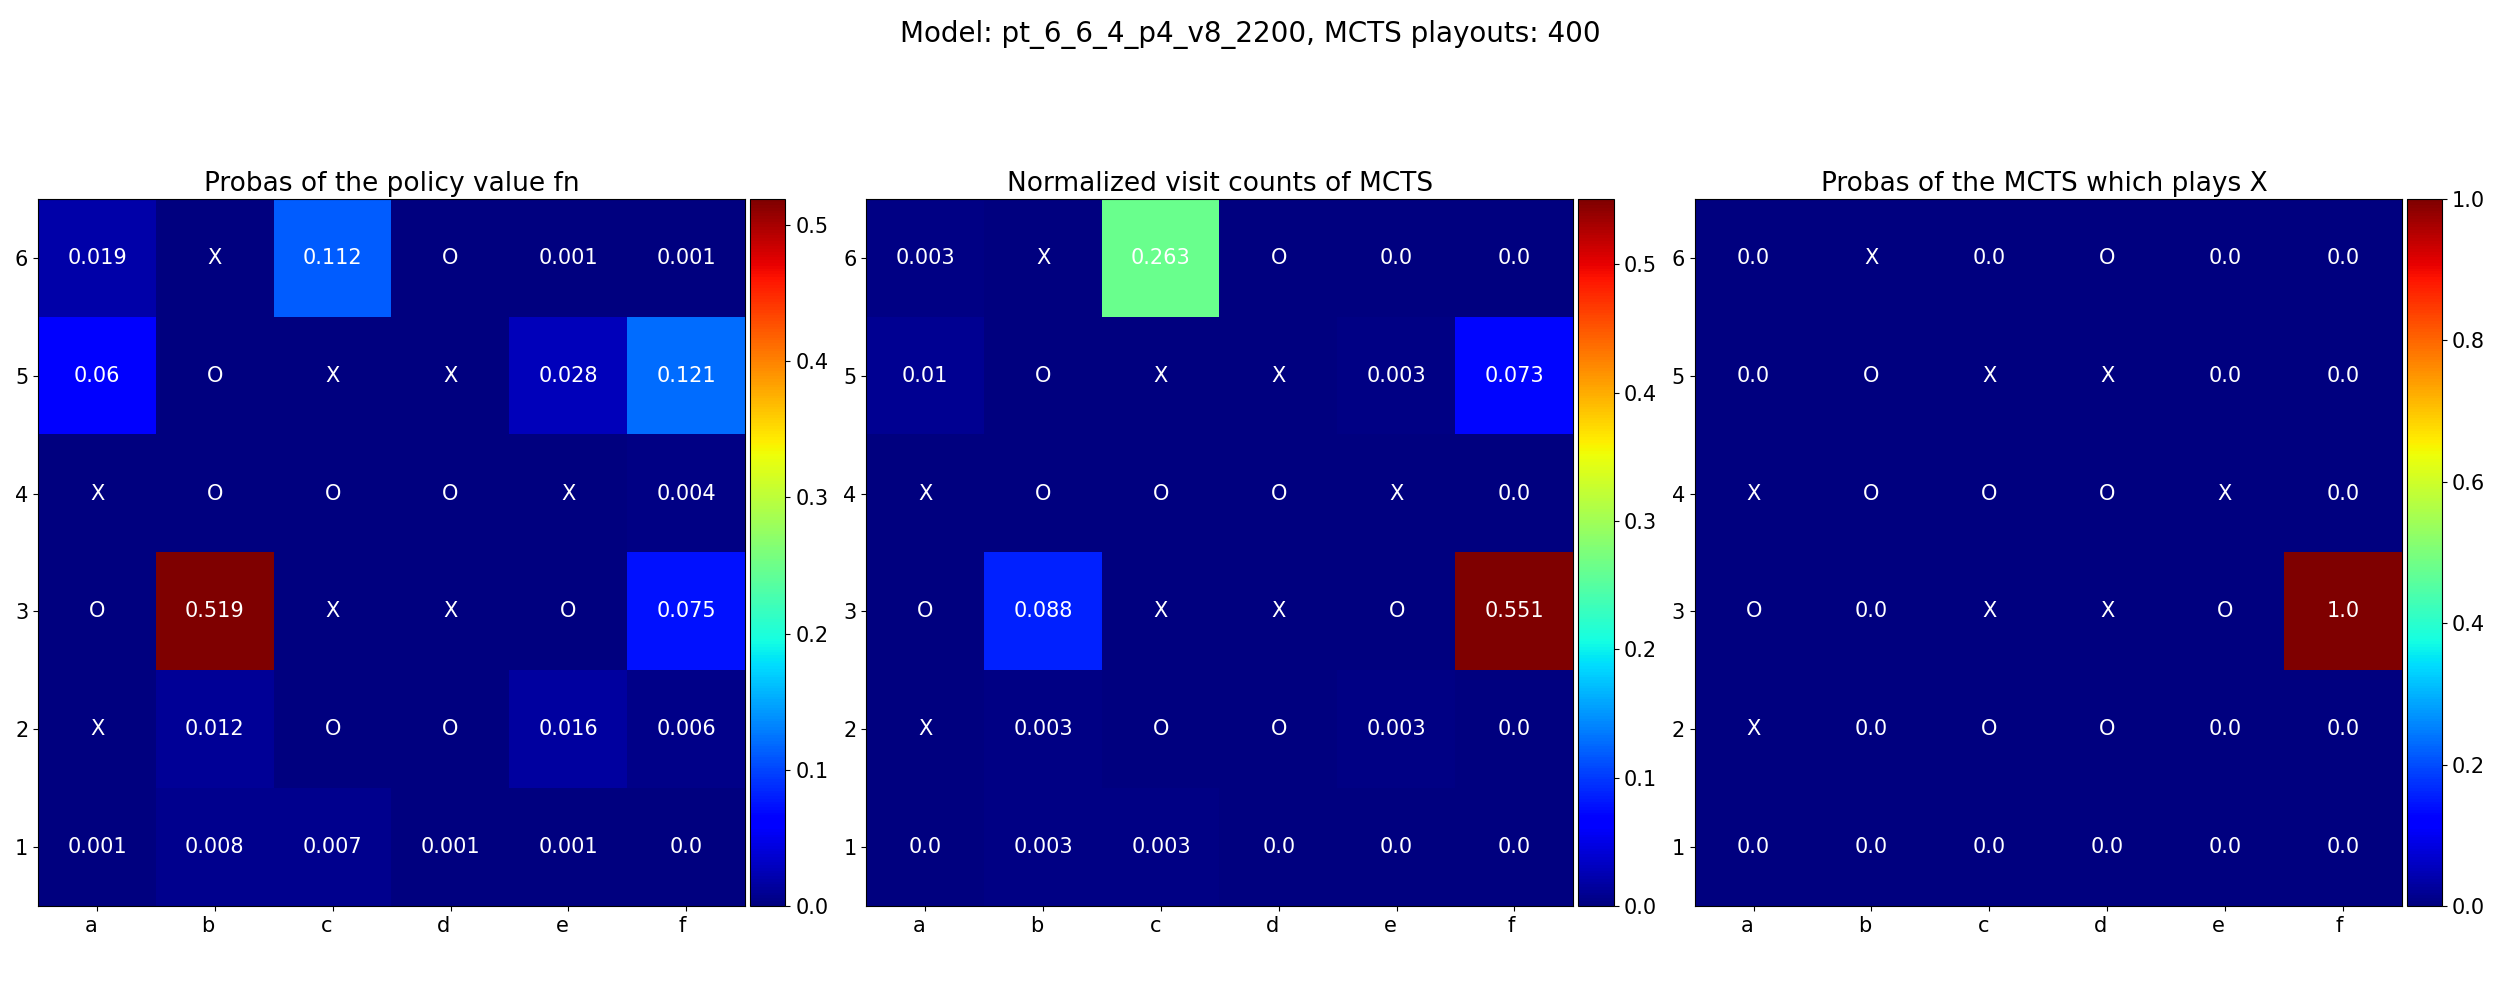 Model: pt_6_6_4_p4_v8_2200, MCTS playouts: 400
Probas of the policy value fn
6 0.019 X 0.112 O 0.001 0.001
5 0.06 O X X 0.028 0.121
4 X O O O X 0.004
3 O 0.519 X X O 0.075
2 X 0.012 O O 0.016 0.006
1 0.001 0.008 0.007 0.001 0.001 0.0
a b c d e f
0.5
0.4
0.3
0.2
0.1
0.0
Normalized visit counts of MCTS
6 0.003 X 0.263 O 0.0 0.0
5 0.01 O X X 0.003 0.073
4 X O O O X 0.0
3 O 0.088 X X O 0.551
2 X 0.003 O O 0.003 0.0
1 0.0 0.003 0.003 0.0 0.0 0.0
a b c d e f
0.5
0.4
0.3
0.2
0.1
0.0
Probas of the MCTS which plays X
6 0.0 X 0.0 O 0.0 0.0
5 0.0 O X X 0.0 0.0
4 X O O O X 0.0
3 O 0.0 X X O 1.0
2 X 0.0 O O 0.0 0.0
1 0.0 0.0 0.0 0.0 0.0 0.0
a b c d e f
1.0
0.8
0.6
0.4
0.2
0.0